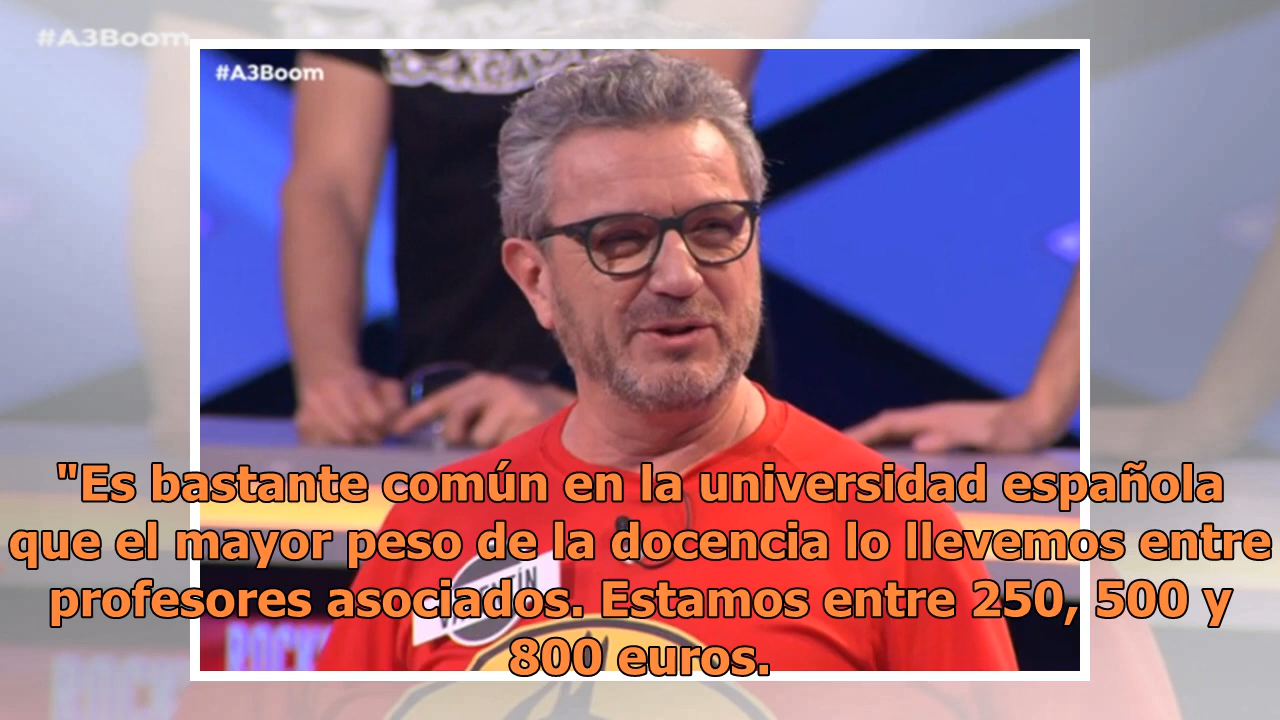 #A3Boom
#A3Boom
"Es bastante común en la universidad española
que el mayor peso de la docencia lo llevemos entre
profesores asociados. Estamos entre 250, 500 y
800 euros.